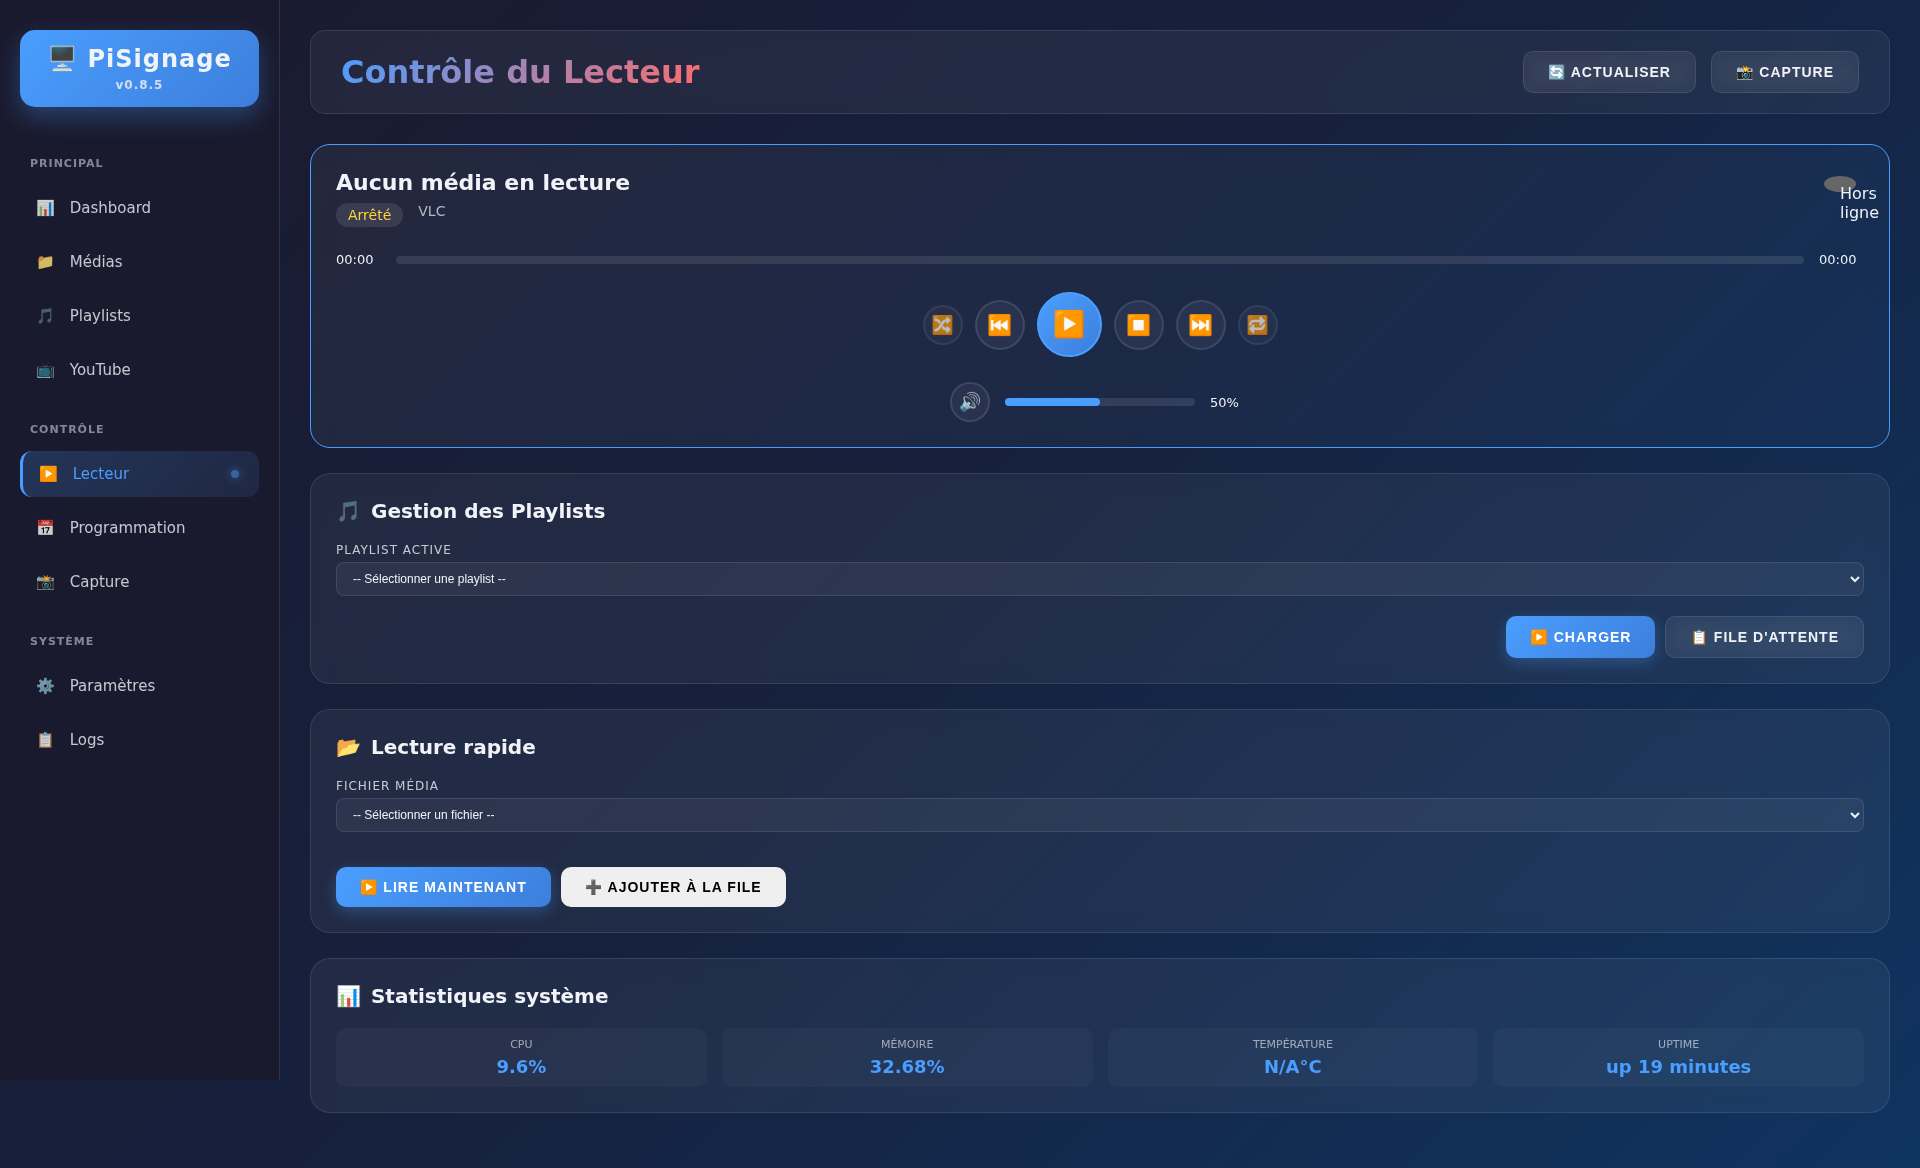 PiSignage
v0.8.5
PRINCIPAL
Dashboard
Médias
Playlists
YouTube
CONTRÔLE
Lecteur
Programmation
Capture
SYSTÈME
Paramètres
Logs
Contrôle du Lecteur
ACTUALISER
CAPTURE
Aucun média en lecture
Arrêté
VLC
Hors
ligne
00:00
00:00
50%
Gestion des Playlists
PLAYLIST ACTIVE
-- Sélectionner une playlist --
CHARGER
FILE D'ATTENTE
Lecture rapide
FICHIER MÉDIA
-- Sélectionner un fichier --
LIRE MAINTENANT
AJOUTER À LA FILE
Statistiques système
CPU
9.6%
MÉMOIRE
32.68%
TEMPÉRATURE
N/A°C
UPTIME
up 19 minutes